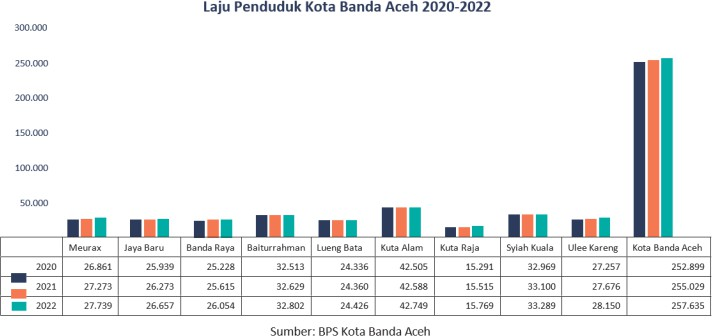 Laju Penduduk Kota Banda Aceh 2020-2022
300.000
250.000
200.000
150.000
100.000
50.000
Meurax Jaya Baru Banda Raya Baiturrahman Lueng Bata Kuta Alam Kuta Raja Syiah Kuala Ulee Kareng Kota Banda Aceh
2020 26.861 25.939 25.228 32.513 24.336 42.505 15.291 32.969 27.257 252.899
2021 27.273 26.273 25.615 32.629 24.360 42.588 15.515 33.100 27.676 255.029
2022 27.739 26.657 26.054 32.802 24.426 42.749 15.769 33.289 28.150 257.635
Sumber: BPS Kota Banda Aceh